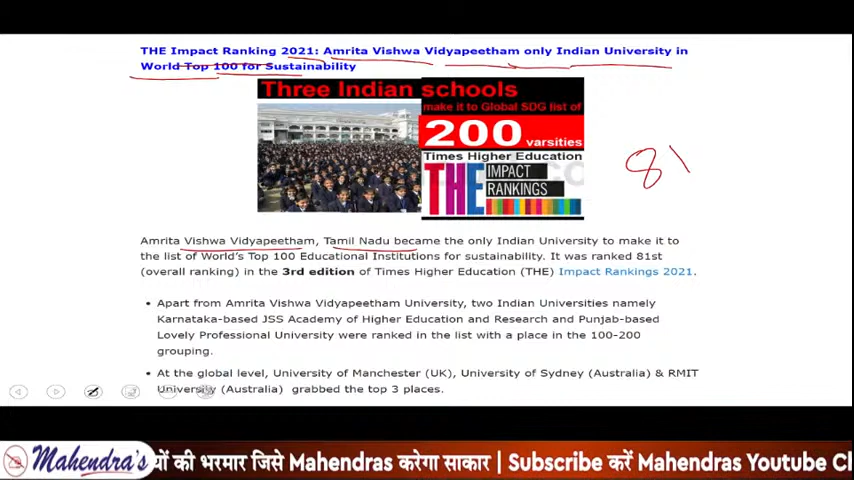 THE Impact Ranking 2021: Amrita Vishwa Vidyapeetham only Indian University in
World Top 100 for Sustainability
Three Indian schools
make it to Global SDG list of
200 varsities
Times Higher Education
THE IMPACT
RANKINGS
81
Amrita Vishwa Vidyapeetham, Tamil Nadu became the only Indian University to make it to
the list of World's Top 100 Educational Institutions for sustainability. It was ranked 81st
(overall ranking) in the 3rd edition of Times Higher Education (THE) Impact Rankings 2021.
• Apart from Amrita Vishwa Vidyapeetham University, two Indian Universities namely
Karnataka-based JSS Academy of Higher Education and Research and Punjab-based
Lovely Professional University were ranked in the list with a place in the 100-200
grouping.
• At the global level, University of Manchester (UK), University of Sydney (Australia) & RMIT
University (Australia) grabbed the top 3 places.
Mahendra's
यों की भरमार जिसे Mahendras करेगा साकार | Subscribe करें Mahendras Youtube C